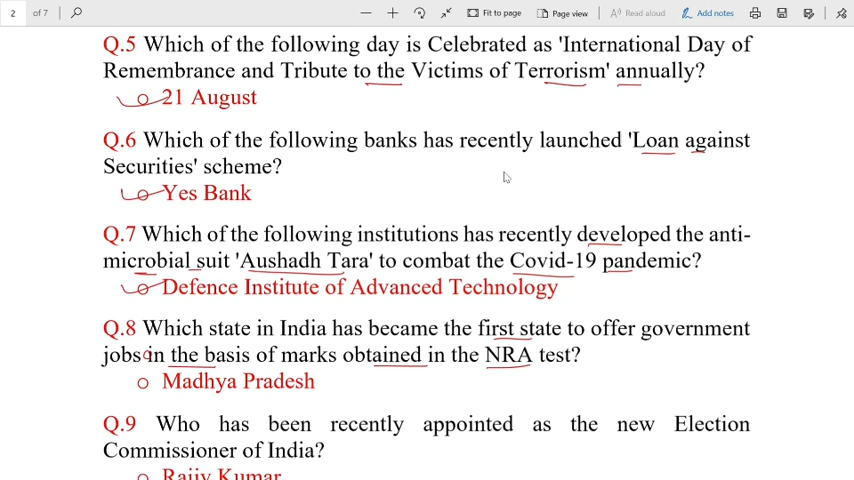 2 of 7 Fit to page Page view Read aloud Add notes
Q.5 Which of the following day is Celebrated as 'International Day of
Remembrance and Tribute to the Victims of Terrorism' annually?
21 August
Q.6 Which of the following banks has recently launched 'Loan against
Securities' scheme?
Yes Bank
Q.7 Which of the following institutions has recently developed the anti-
microbial suit 'Aushadh Tara' to combat the Covid-19 pandemic?
Defence Institute of Advanced Technology
Q.8 Which state in India has became the first state to offer government
jobs in the basis of marks obtained in the NRA test?
Madhya Pradesh
Q.9 Who has been recently appointed as the new Election
Commissioner of India?
Rajiv Kumar